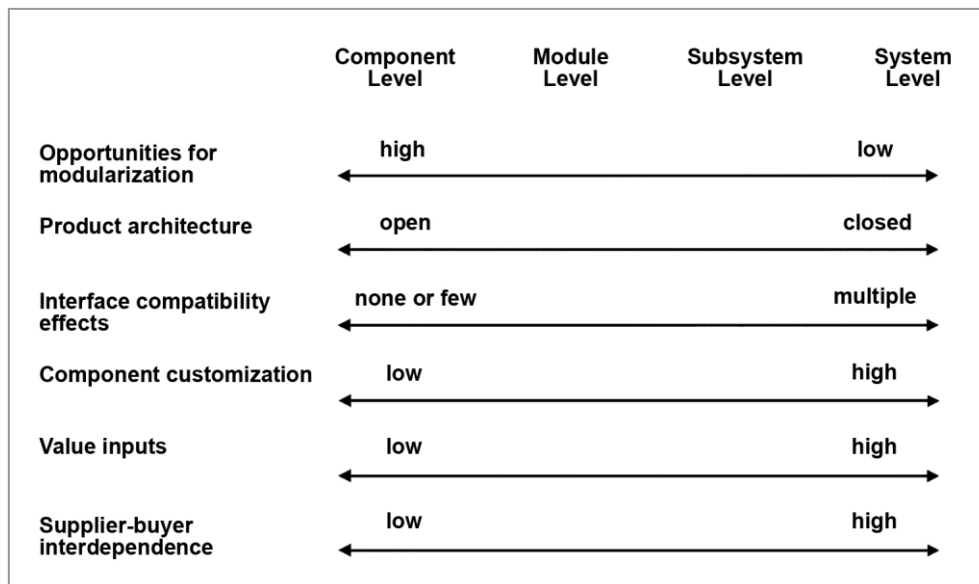 Component Module Subsystem System
Level Level Level Level
Opportunities for high low
modularization
Product architecture open closed
Interface compatibility none or few multiple
effects
Component customization low high
Value inputs low high
Supplier-buyer low high
interdependence